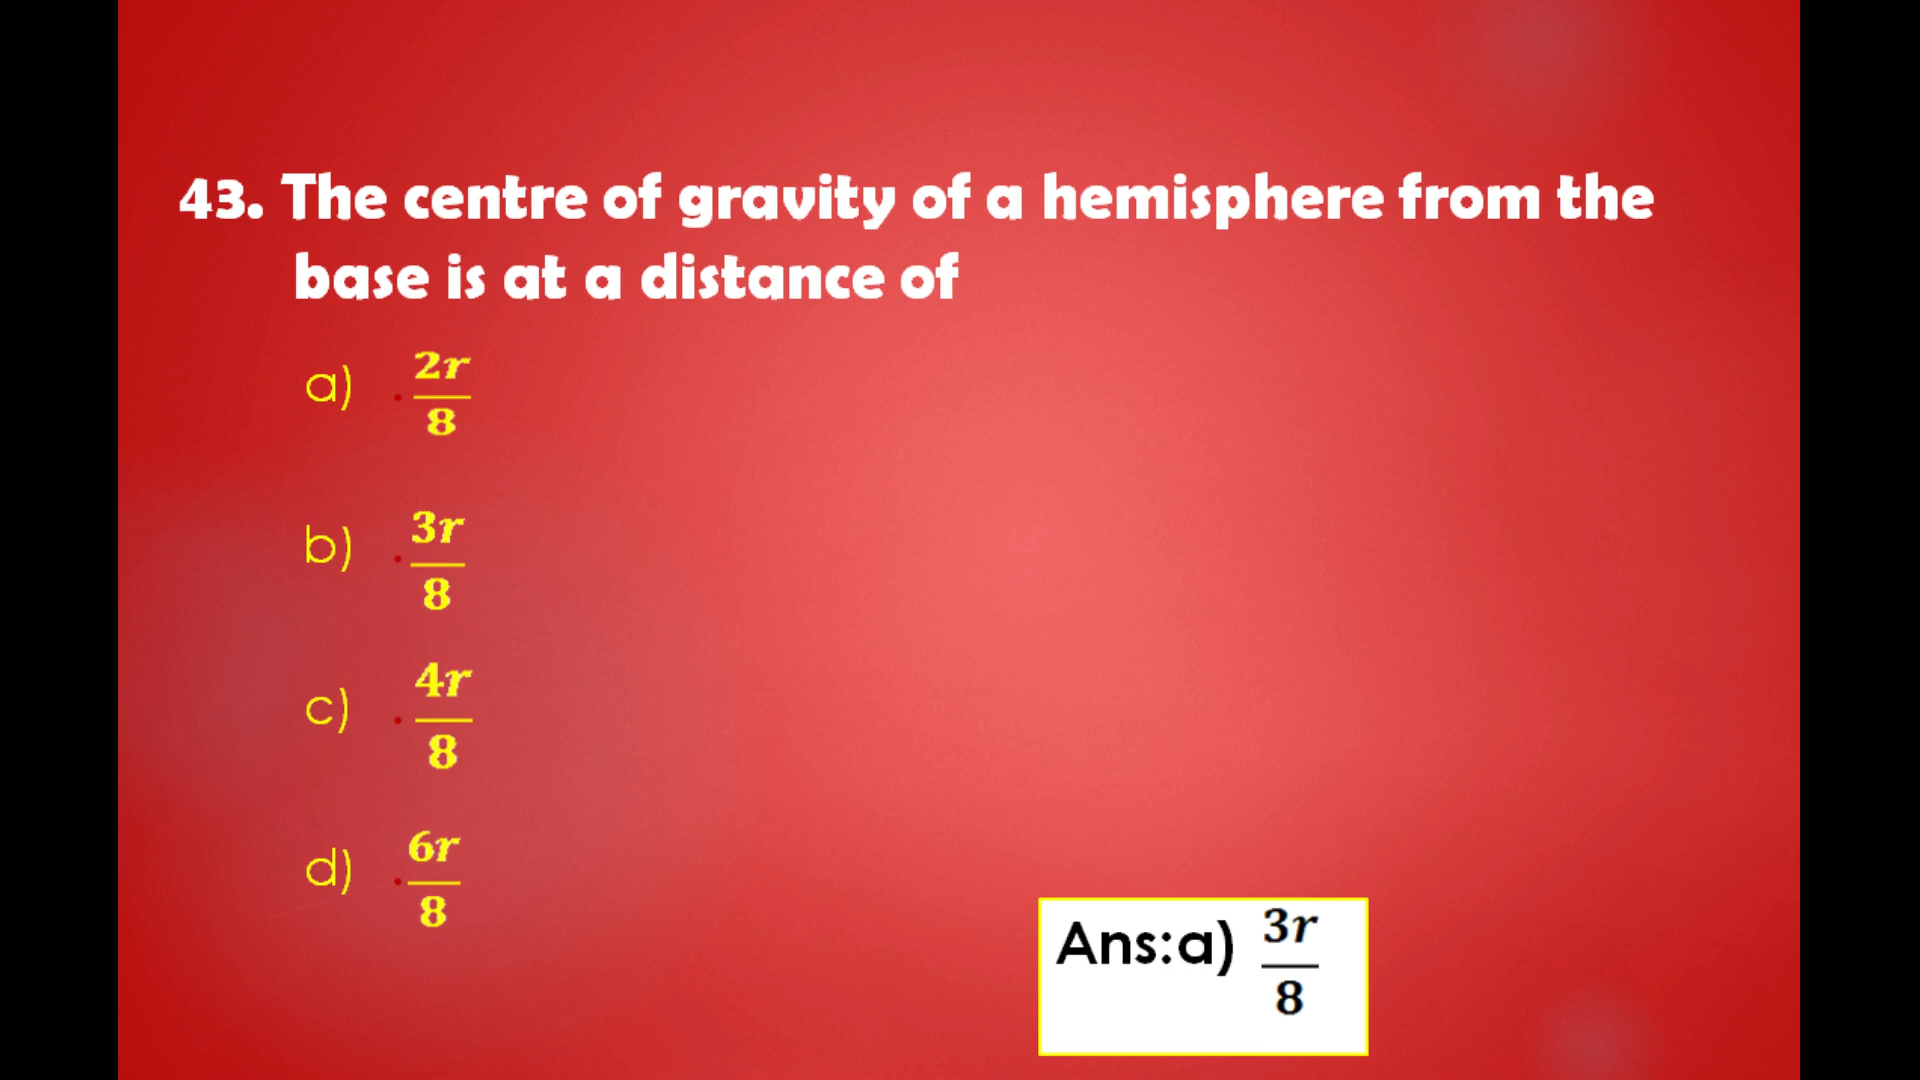 43. The centre of gravity of a hemisphere from the
base is at a distance of
a) 2r/8
b) 3r/8
c) 4r/8
d) 6r/8
Ans:a) 3r/8